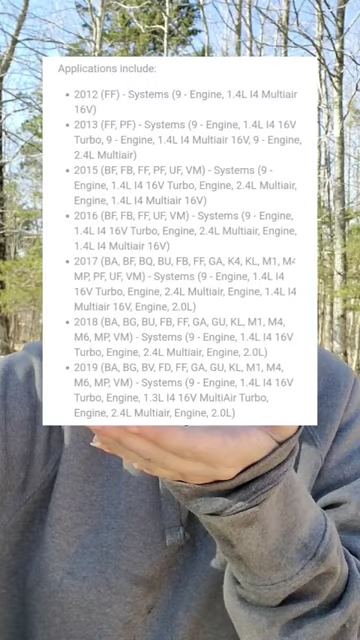 Applications include:
• 2012 (FF) - Systems (9 - Engine, 1.4L I4 Multiair
16V)
• 2013 (FF, PF) - Systems (9 - Engine, 1.4L I4 16V
Turbo, 9 - Engine, 1.4L I4 Multiair 16V, 9 - Engine,
2.4L Multiair)
• 2015 (BF, FB, FF, PF, UF, VM) - Systems (9 -
Engine, 1.4L I4 16V Turbo, Engine, 2.4L Multiair,
Engine, 1.4L I4 Multiair 16V)
• 2016 (BF, FB, FF, UF, VM) - Systems (9 - Engine,
1.4L I4 16V Turbo, Engine, 2.4L Multiair, Engine,
1.4L I4 Multiair 16V)
• 2017 (BA, BF, BQ, BU, FB, FF, GA, K4, KL, M1, M4
MP, PF, UF, VM) - Systems (9 - Engine, 1.4L I4
16V Turbo, Engine, 2.4L Multiair, Engine, 1.4L I4
Multiair 16V, Engine, 2.0L)
• 2018 (BA, BG, BU, FB, FF, GA, GU, KL, M1, M4,
M6, MP, VM) - Systems (9 - Engine, 1.4L I4 16V
Turbo, Engine, 2.4L Multiair, Engine, 2.0L)
• 2019 (BA, BG, BV, FD, FF, GA, GU, KL, M1, M4,
M6, MP, VM) - Systems (9 - Engine, 1.4L I4 16V
Turbo, Engine, 1.3L I4 16V MultiAir Turbo,
Engine, 2.4L Multiair, Engine, 2.0L)